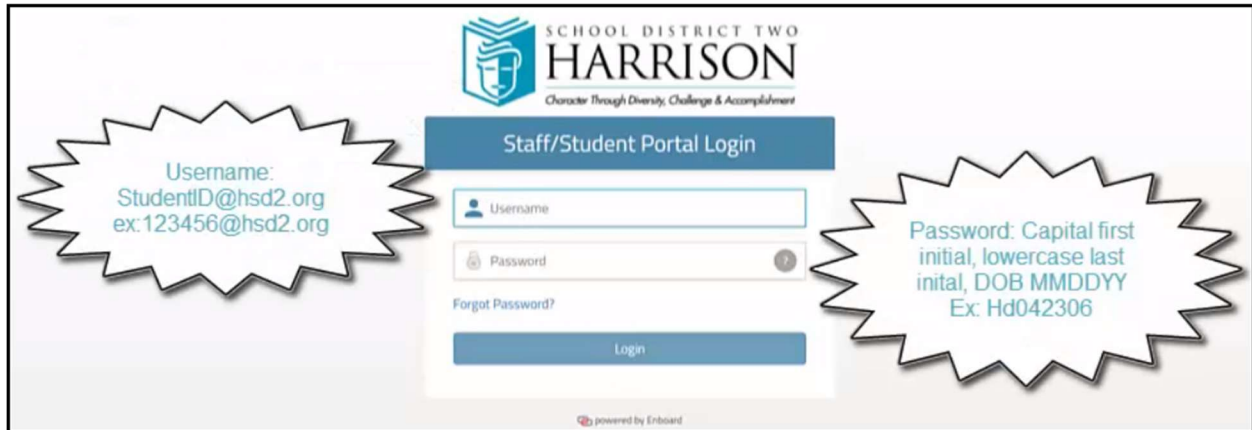 SCHOOL DISTRICT TWO
HARRISON
Character Through Diversity, Challenge & Accomplishment
Staff/Student Portal Login
Username:
StudentID@hsd2.org
ex:123456@hsd2.org
Username
Password
?
Forgot Password?
Login
Password: Capital first
initial, lowercase last
inital, DOB MMDDYY
Ex: Hd042306
powered by Enboard